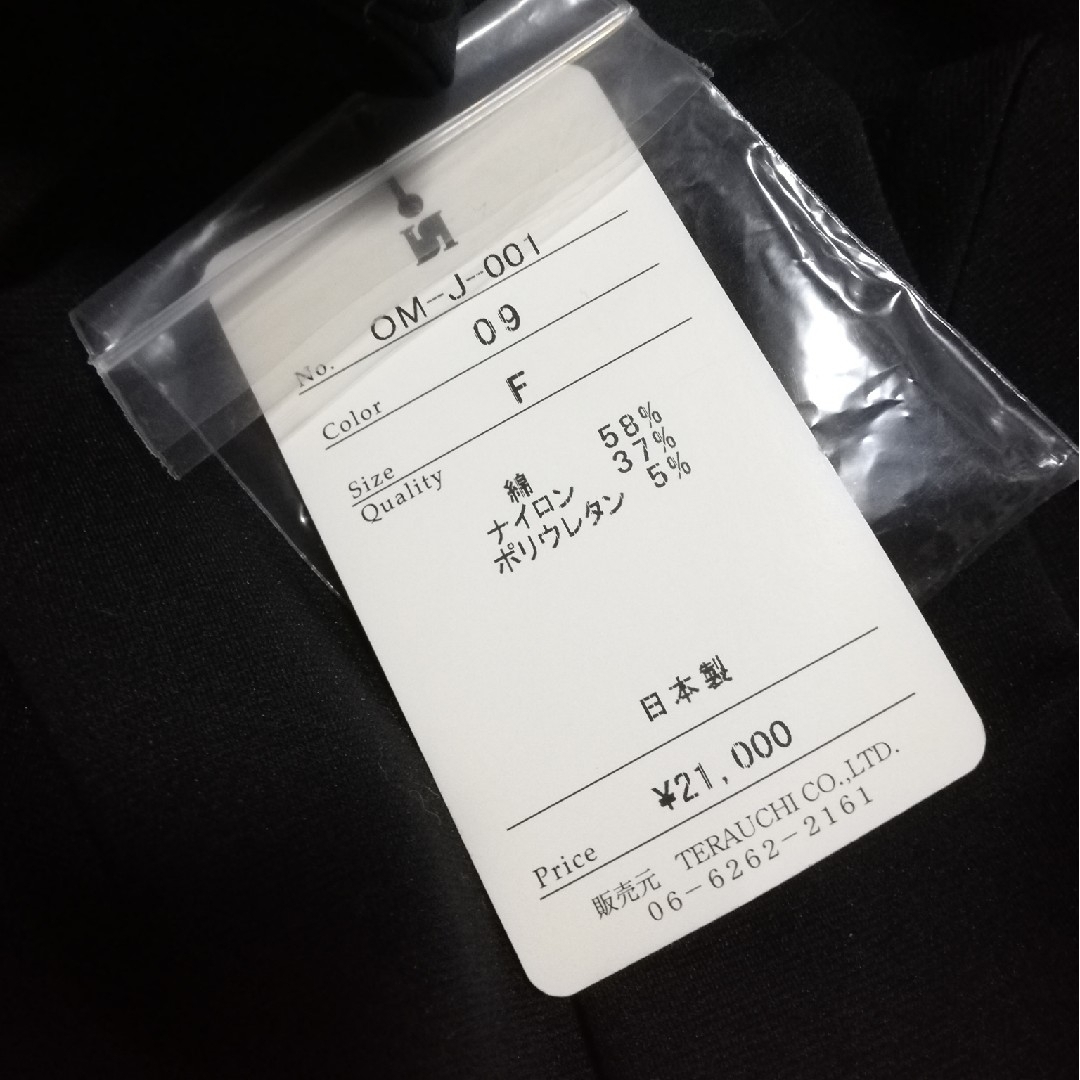 No. OM-J-001
Color 09
Size F
Quality
綿 58%
ナイロン 37%
ポリウレタン 5%
日本製
Price ¥21,000
販売元 TERAUCHI CO.,LTD.
06-6262-2161